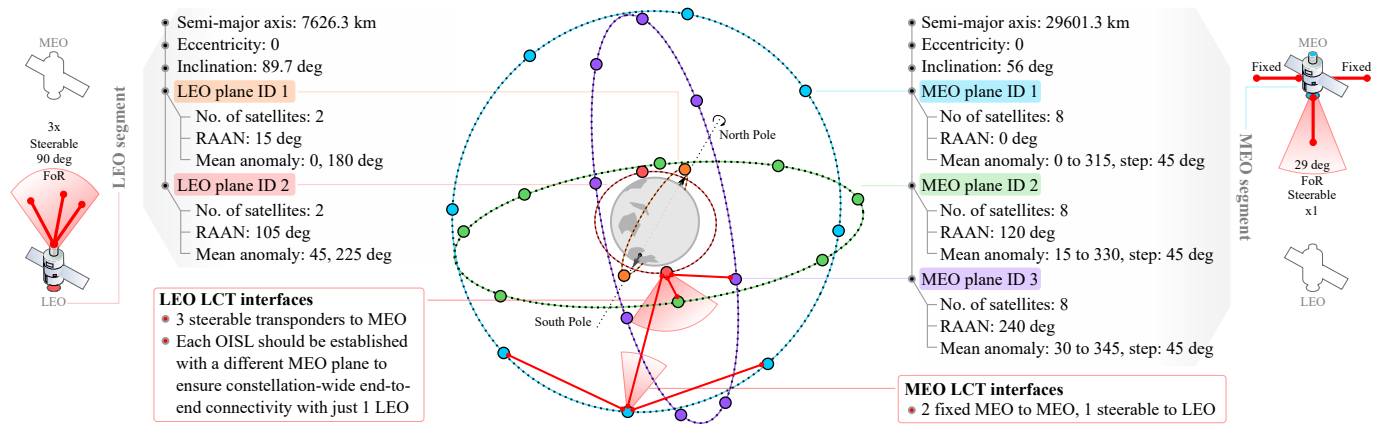 MEO
3x
Steerable
90 deg
FoR
LEO
LEO segment
Semi-major axis: 7626.3 km
Eccentricity: 0
Inclination: 89.7 deg
LEO plane ID 1
No. of satellites: 2
RAAN: 15 deg
Mean anomaly: 0, 180 deg
LEO plane ID 2
No. of satellites: 2
RAAN: 105 deg
Mean anomaly: 45, 225 deg
LEO LCT interfaces
3 steerable transponders to MEO
Each OISL should be established
with a different MEO plane to
ensure constellation-wide end-to-
end connectivity with just 1 LEO
North Pole
South Pole
Semi-major axis: 29601.3 km
Eccentricity: 0
Inclination: 56 deg
MEO plane ID 1
No of satellites: 8
RAAN: 0 deg
Mean anomaly: 0 to 315, step: 45 deg
MEO plane ID 2
No. of satellites: 8
RAAN: 120 deg
Mean anomaly: 15 to 330, step: 45 deg
MEO plane ID 3
No. of satellites: 8
RAAN: 240 deg
Mean anomaly: 30 to 345, step: 45 deg
MEO LCT interfaces
2 fixed MEO to MEO, 1 steerable to LEO
MEO segment
MEO
Fixed
Fixed
29 deg
FoR
Steerable
x1
LEO